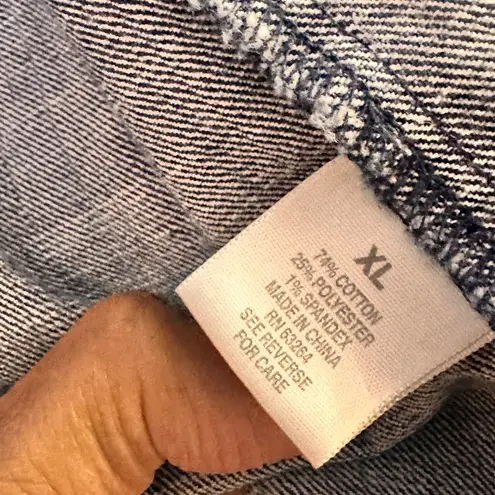 XL
74% COTTON
25% POLYESTER
1% SPANDEX
MADE IN CHINA
RN 63264
SEE REVERSE
FOR CARE